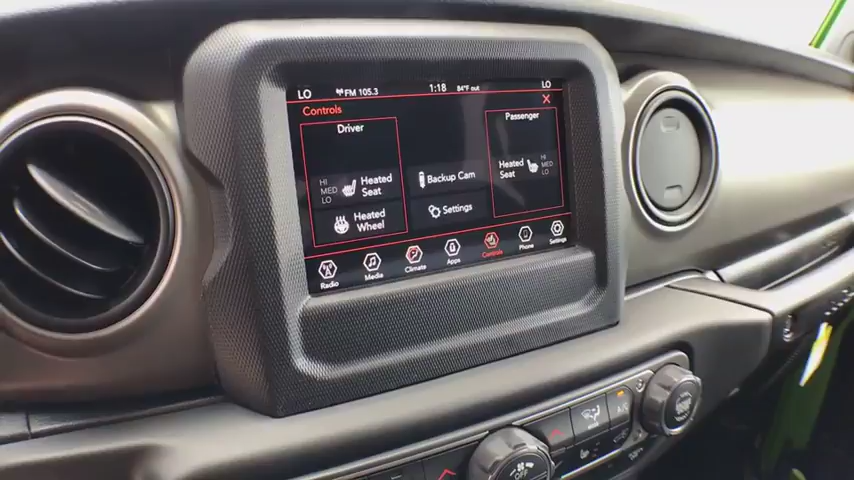 LO FM 105.3 1:18 84°F out LO
Controls X
Driver Passenger
HI
MED
LO
Heated
Seat
Heated
Wheel
Backup Cam
Settings
Heated
Seat
HI
MED
LO
Radio Media Climate Apps Controls Phone Settings
OFF
A/C